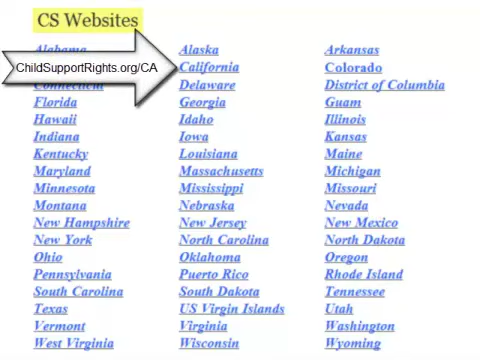 CS Websites
Alabama Alaska Arkansas
ChildSupportRights.org/CA California Colorado
Connecticut Delaware District of Columbia
Florida Georgia Guam
Hawaii Idaho Illinois
Indiana Iowa Kansas
Kentucky Louisiana Maine
Maryland Massachusetts Michigan
Minnesota Mississippi Missouri
Montana Nebraska Nevada
New Hampshire New Jersey New Mexico
New York North Carolina North Dakota
Ohio Oklahoma Oregon
Pennsylvania Puerto Rico Rhode Island
South Carolina South Dakota Tennessee
Texas US Virgin Islands Utah
Vermont Virginia Washington
West Virginia Wisconsin Wyoming